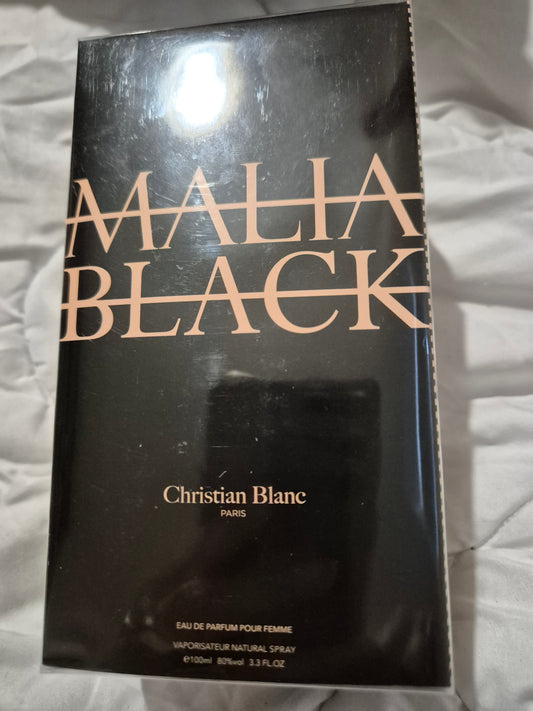 MALIA
BLACK
Christian Blanc
PARIS
EAU DE PARFUM POUR FEMME
VAPORISATEUR NATURAL SPRAY
℮100ml 80%vol 3.3 FL.OZ